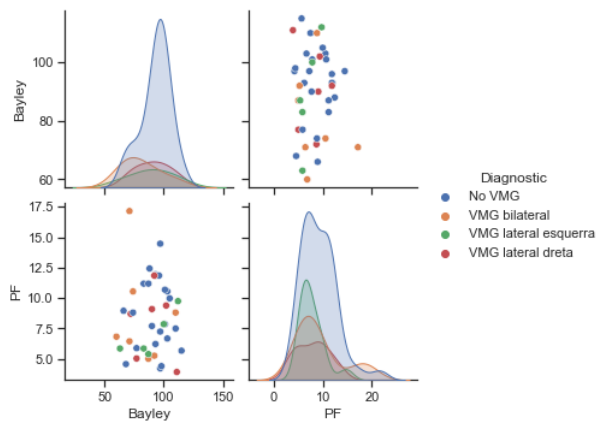 Bayley
100
80
60
Diagnostic
No VMG
VMG bilateral
VMG lateral esquerra
VMG lateral dreta
PF
17.5
15.0
12.5
10.0
7.5
5.0
50
100
150
Bayley
0
10
20
PF